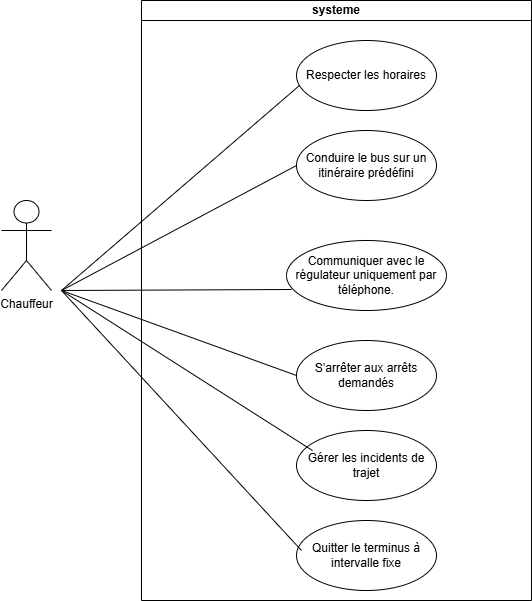 systeme
Respecter les horaires
Conduire le bus sur un
itinéraire prédéfini
Communiquer avec le
régulateur uniquement par
téléphone.
Chauffeur
S'arrêter aux arrêts
demandés
Gérer les incidents de
trajet
Quitter le terminus à
intervalle fixe